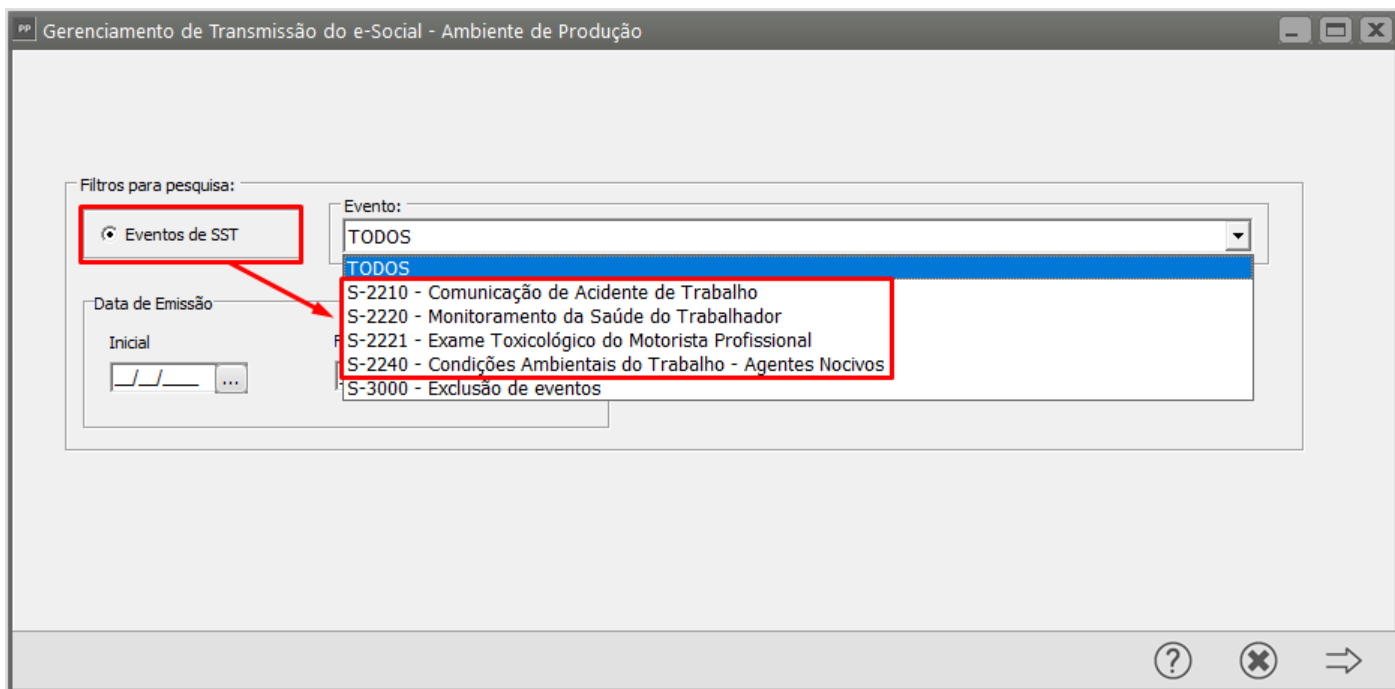 PP Gerenciamento de Transmissão do e-Social - Ambiente de Produção
Filtros para pesquisa:
Eventos de SST
Evento:
TODOS
TODOS
S-2210 - Comunicação de Acidente de Trabalho
S-2220 - Monitoramento da Saúde do Trabalhador
S-2221 - Exame Toxicológico do Motorista Profissional
S-2240 - Condições Ambientais do Trabalho - Agentes Nocivos
S-3000 - Exclusão de eventos
Data de Emissão
Inicial
__/__/____ ...
?